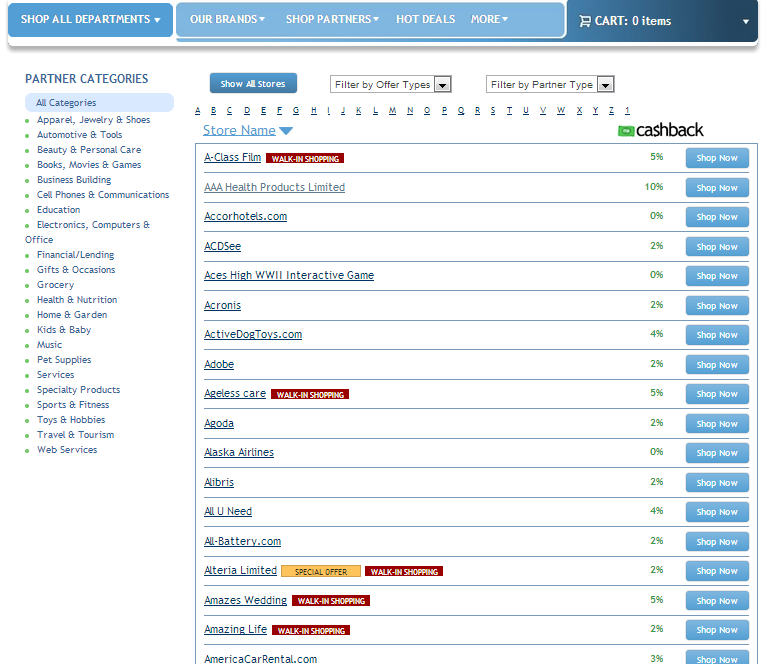 SHOP ALL DEPARTMENTS OUR BRANDS SHOP PARTNERS HOT DEALS MORE CART: 0 items
PARTNER CATEGORIES
All Categories
Apparel, Jewelry & Shoes
Automotive & Tools
Beauty & Personal Care
Books, Movies & Games
Business Building
Cell Phones & Communications
Education
Electronics, Computers &
Office
Financial/Lending
Gifts & Occasions
Grocery
Health & Nutrition
Home & Garden
Kids & Baby
Music
Pet Supplies
Services
Specialty Products
Sports & Fitness
Toys & Hobbies
Travel & Tourism
Web Services
Show All Stores Filter by Offer Types Filter by Partner Type
A B C D E F G H I J K L M N O P Q R S T U V W X Y Z 1
Store Name cashback
A-Class Film WALK-IN SHOPPING 5% Shop Now
AAA Health Products Limited 10% Shop Now
Accorhotels.com 0% Shop Now
ACDSee 2% Shop Now
Aces High WWII Interactive Game 0% Shop Now
Acronis 2% Shop Now
ActiveDogToys.com 4% Shop Now
Adobe 2% Shop Now
Ageless care WALK-IN SHOPPING 5% Shop Now
Agoda 2% Shop Now
Alaska Airlines 0% Shop Now
Alibris 2% Shop Now
All U Need 4% Shop Now
All-Battery.com 2% Shop Now
Alteria Limited SPECIAL OFFER WALK-IN SHOPPING 2% Shop Now
Amazes Wedding WALK-IN SHOPPING 5% Shop Now
Amazing Life WALK-IN SHOPPING 2% Shop Now
AmericaCarRental.com 3% Shop Now